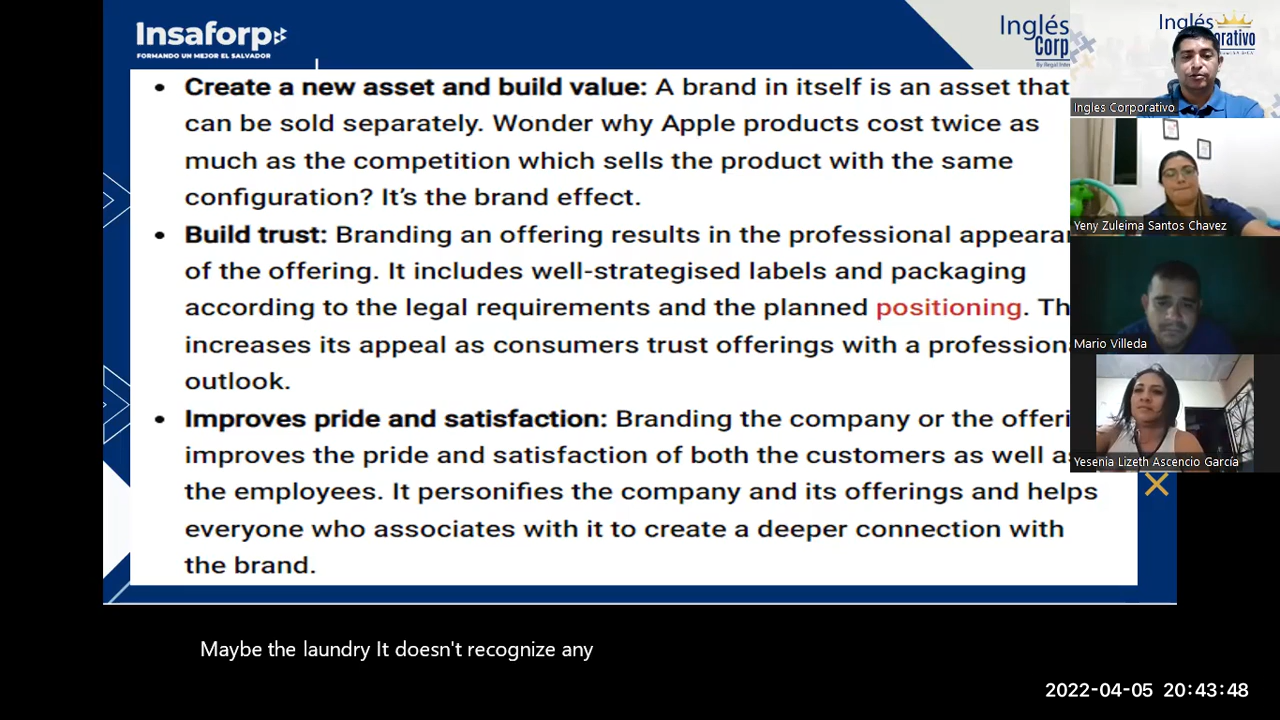 Insaforp
FORMANDO UN MEJOR EL SALVADOR
Inglés
Corp
Inglés
orativo
Create a new asset and build value: A brand in itself is an asset that
can be sold separately. Wonder why Apple products cost twice as
much as the competition which sells the product with the same
configuration? It's the brand effect.
Build trust: Branding an offering results in the professional appeara
of the offering. It includes well-strategised labels and packaging
according to the legal requirements and the planned positioning. Th
increases its appeal as consumers trust offerings with a profession
outlook.
Improves pride and satisfaction: Branding the company or the offeri
improves the pride and satisfaction of both the customers as well a
the employees. It personifies the company and its offerings and helps
everyone who associates with it to create a deeper connection with
the brand.
Ingles Corporativo
Yeny Zuleima Santos Chavez
Mario Villeda
Yesenia Lizeth Ascencio García
Maybe the laundry It doesn't recognize any
2022-04-05 20:43:48